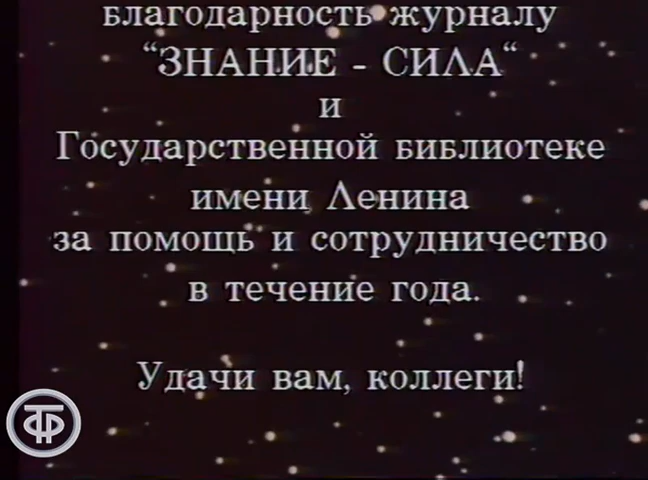 благодарность журналу
“ЗНАНИЕ - СИЛА“
и
Государственной библиотеке
имени Ленина
за помощь и сотрудничество
в течение года.
Удачи вам, коллеги!